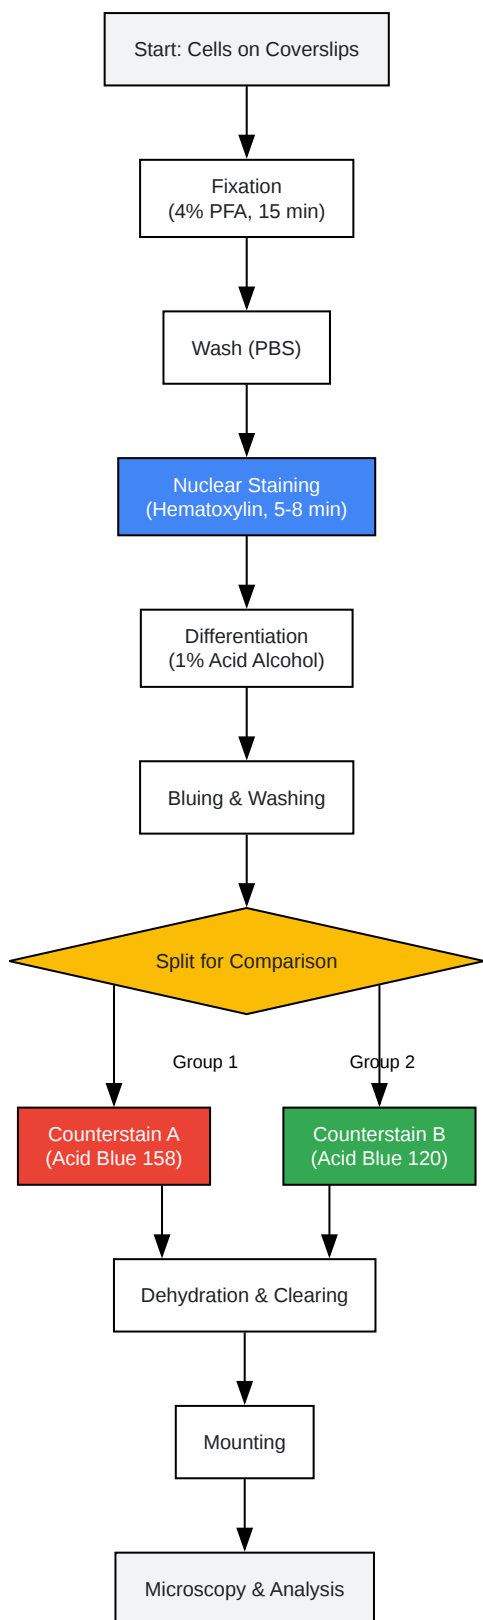 Start: Cells on Coverslips
Fixation
(4% PFA, 15 min)
Wash (PBS)
Nuclear Staining
(Hematoxylin, 5-8 min)
Differentiation
(1% Acid Alcohol)
Bluing & Washing
Split for Comparison
Group 1
Group 2
Counterstain A
(Acid Blue 158)
Counterstain B
(Acid Blue 120)
Dehydration & Clearing
Mounting
Microscopy & Analysis